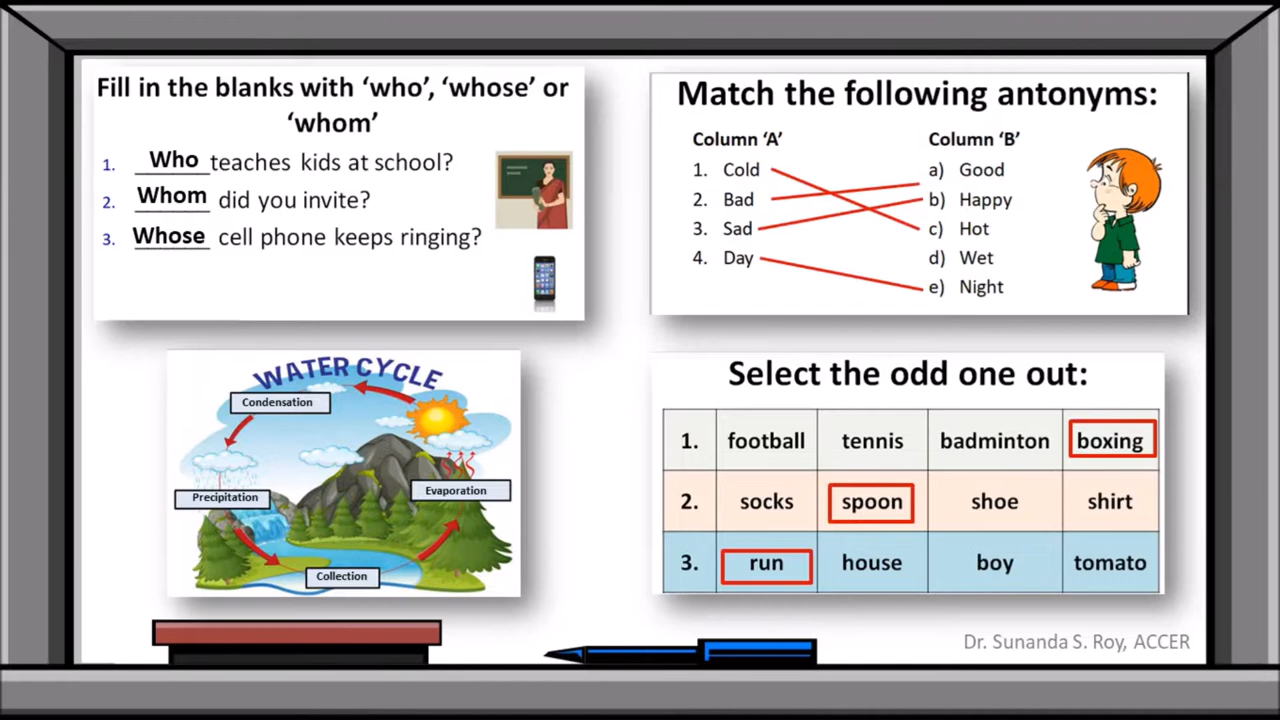 Fill in the blanks with ‘who’, ‘whose’ or
‘whom’
1. Who teaches kids at school?
2. Whom did you invite?
3. Whose cell phone keeps ringing?
Match the following antonyms:
Column ‘A’ Column ‘B’
1. Cold a) Good
2. Bad b) Happy
3. Sad c) Hot
4. Day d) Wet
e) Night
WATER CYCLE
Condensation
Precipitation
Evaporation
Collection
Select the odd one out:
1. football tennis badminton boxing
2. socks spoon shoe shirt
3. run house boy tomato
Dr. Sunanda S. Roy, ACCER